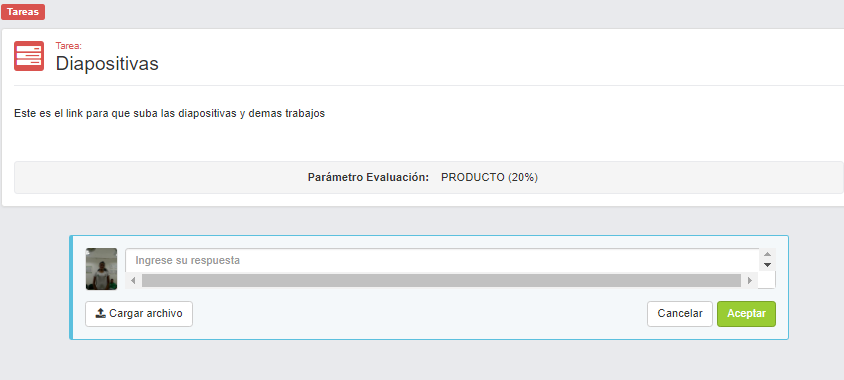 Tareas
Tarea:
Diapositivas
Este es el link para que suba las diapositivas y demas trabajos
Parámetro Evaluación: PRODUCTO (20%)
Ingrese su respuesta
Cargar archivo
Cancelar
Aceptar